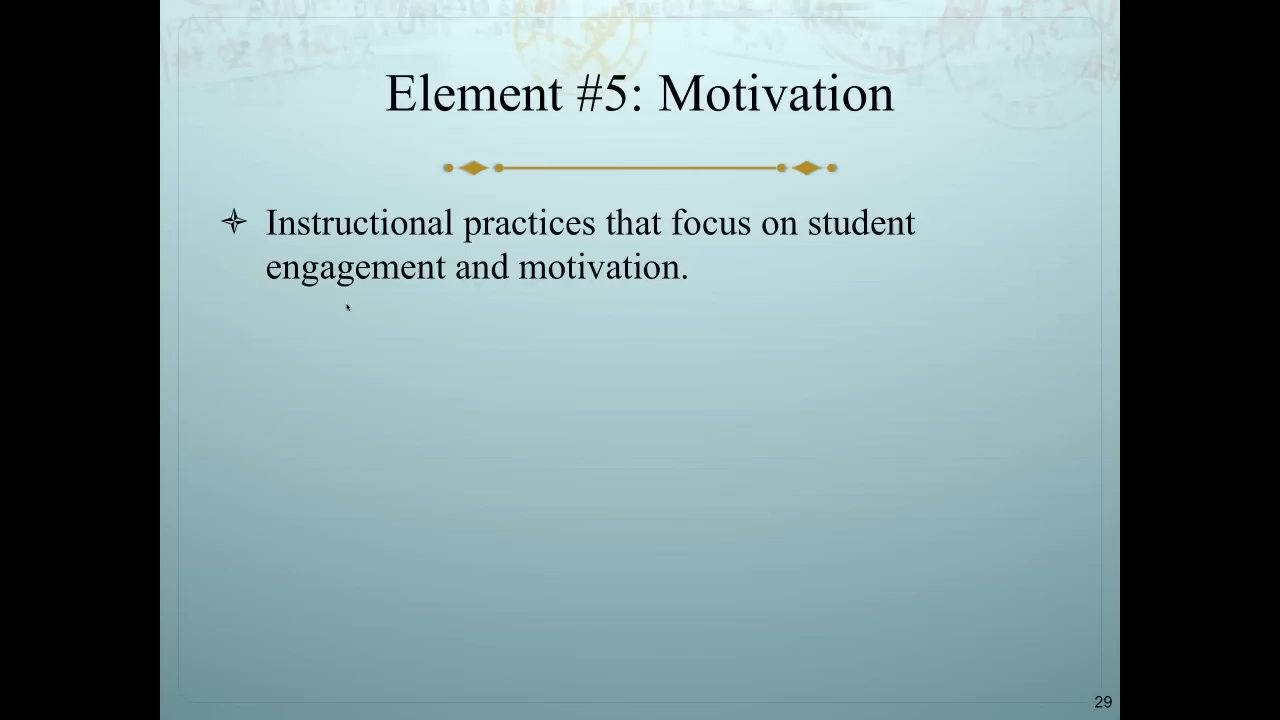 Element #5: Motivation
Instructional practices that focus on student
engagement and motivation.
29